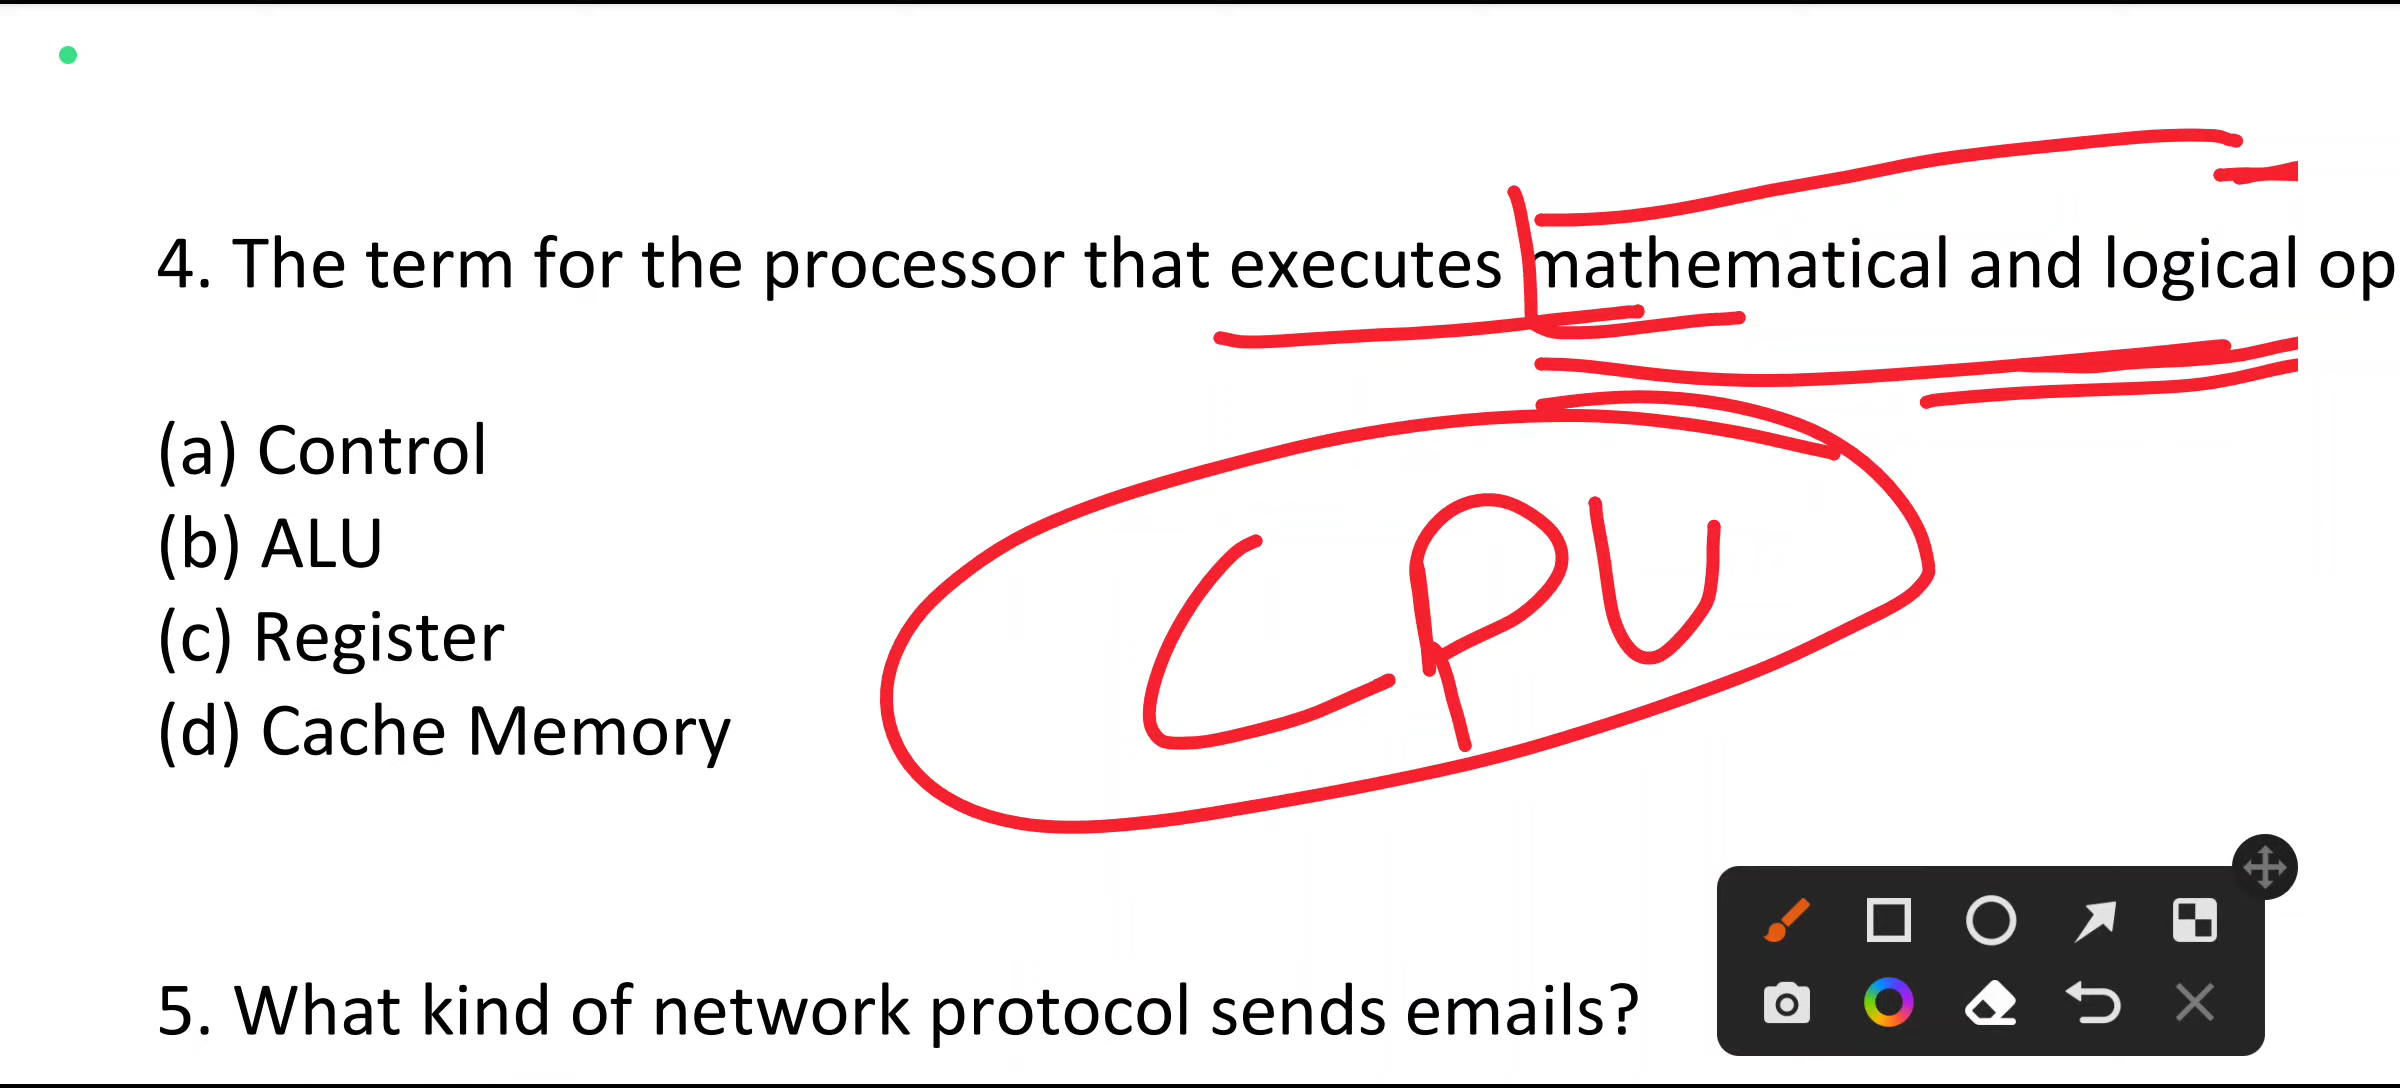 4. The term for the processor that executes mathematical and logical op
(a) Control
(b) ALU
(c) Register
(d) Cache Memory
CPU
5. What kind of network protocol sends emails?